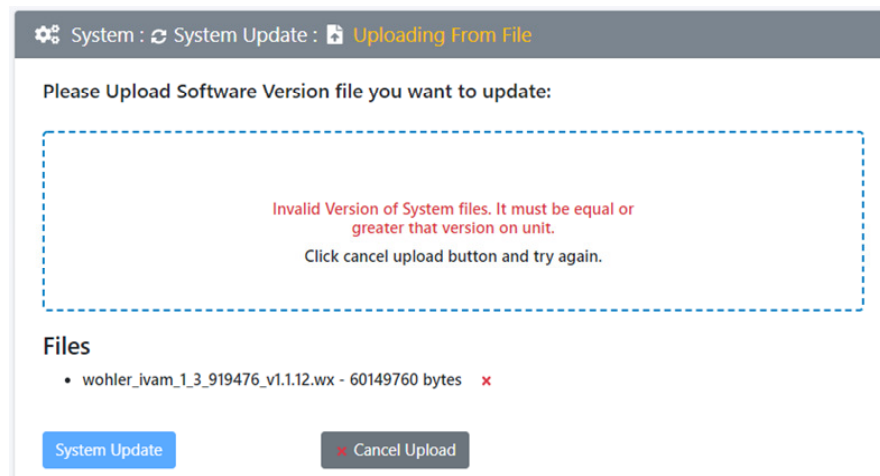 System : System Update : Uploading From File
Please Upload Software Version file you want to update:
Invalid Version of System files. It must be equal or
greater that version on unit.
Click cancel upload button and try again.
Files
• wohler_ivam_1_3_919476_v1.1.12.wx - 60149760 bytes ×
System Update
× Cancel Upload